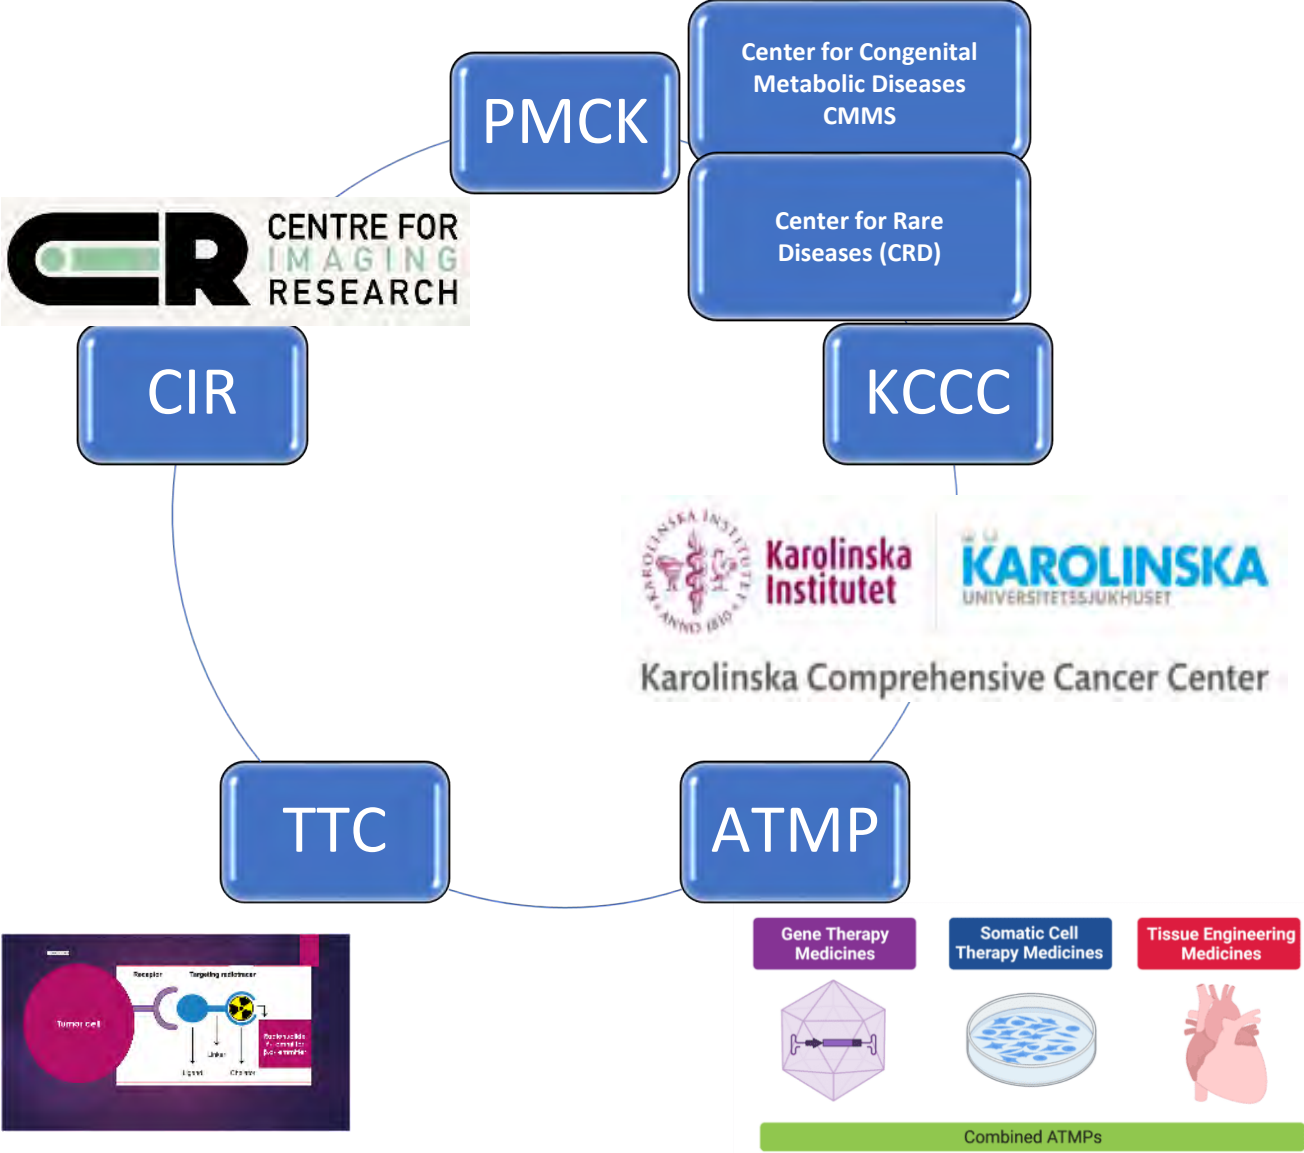 PMCK
Center for Congenital
Metabolic Diseases
CMMS
Center for Rare
Diseases (CRD)
CIR
CENTRE FOR
IMAGING
RESEARCH
CIR
KCCC
Karolinska
Institutet
KAROLINSKA
UNIVERSITETSSJUKHUSET
Karolinska Comprehensive Cancer Center
TTC
ATMP
Receptor
Targeting radiotracer
Tumor cell
Linker
Ligand
Chelator
Gene Therapy
Medicines
Somatic Cell
Therapy Medicines
Tissue Engineering
Medicines
Combined ATMPs